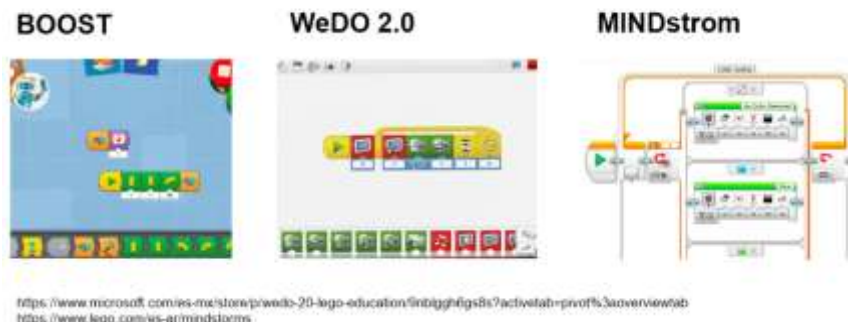 BOOST WeDO 2.0 MINDstrom
https://www.microsoft.com/es-mx/store/p/wedo-20-lego-education/9nblggh6gs8s?activetab=pivot%3aoverviewtab
https://www.lego.com/es-ar/mindstorms